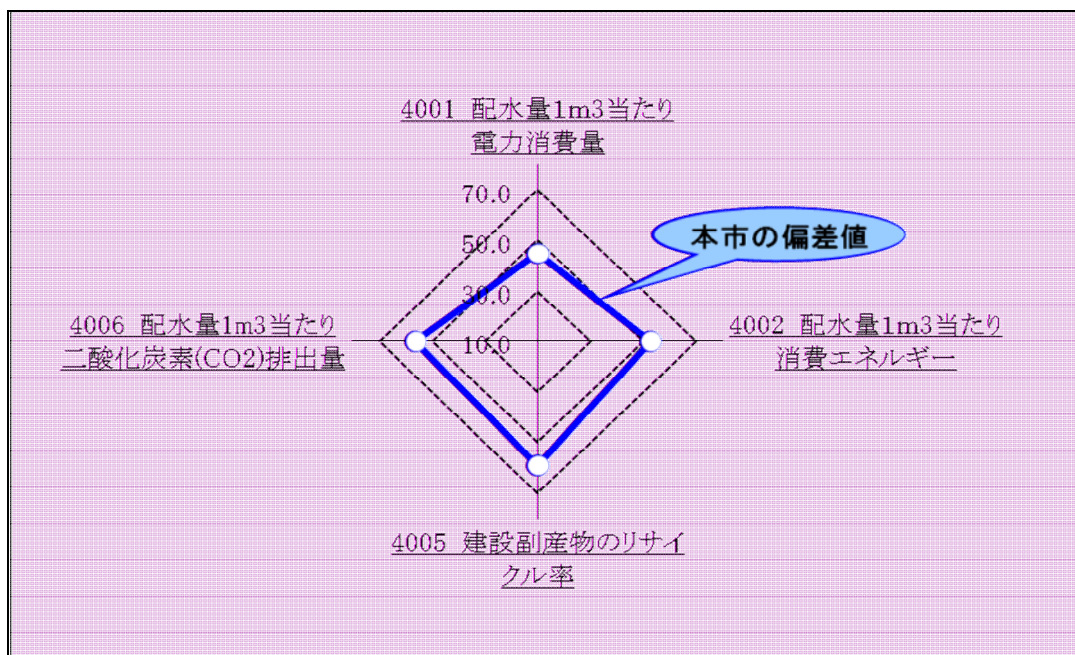 4001 配水量1m3当たり
電力消費量
70.0
50.0
30.0
10.0
本市の偏差値
4006 配水量1m3当たり
二酸化炭素(CO2)排出量
4002 配水量1m3当たり
消費エネルギー
4005 建設副産物のリサイ
クル率